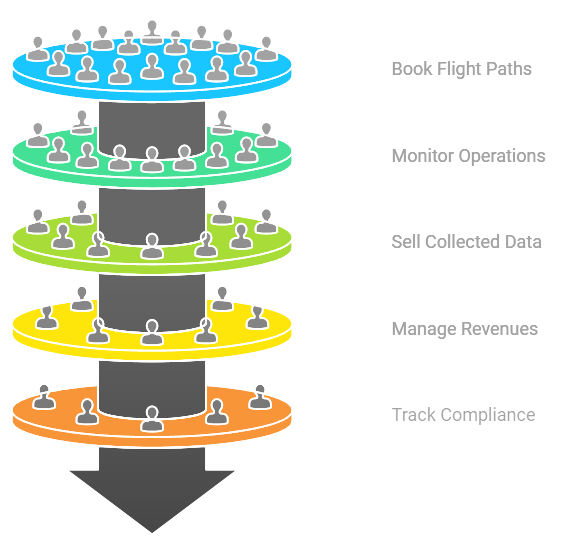 Book Flight Paths
Monitor Operations
Sell Collected Data
Manage Revenues
Track Compliance